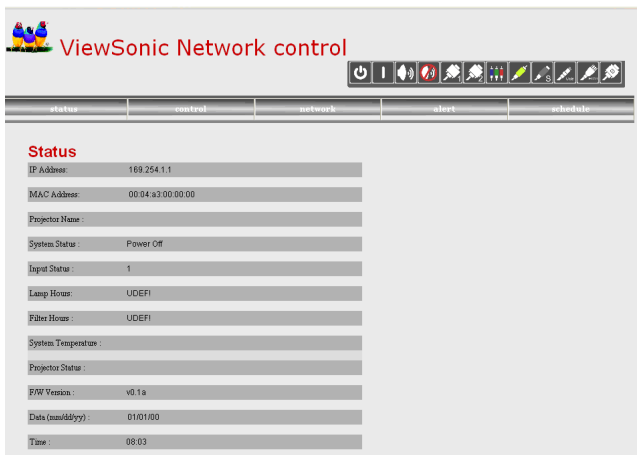 ViewSonic Network control
1 2 S
status control network alert schedule
Status
IP Address: 169.254.1.1
MAC Address: 00:04:a3:00:00:00
Projector Name :
System Status : Power Off
Input Status : 1
Lamp Hours: UDEF!
Filter Hours : UDEF!
System Temperature :
Projector Status :
F/W Version : v0.1a
Data (mm/dd/yy) : 01/01/00
Time : 08:03